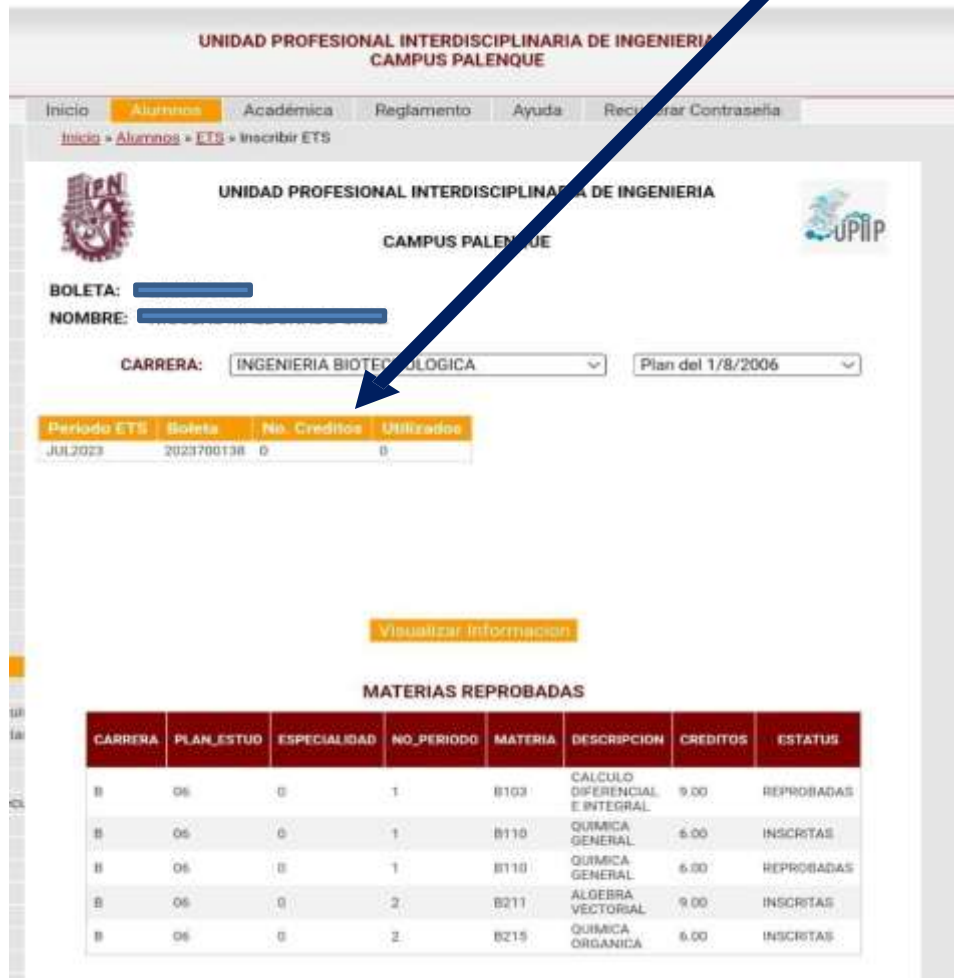 UNIDAD PROFESIONAL INTERDISCIPLINARIA DE INGENIERIA
CAMPUS PALENQUE
Inicio Alumnos Académica Reglamento Ayuda Recuperar Contraseña
Inicio » Alumnos » ETS » Inscribir ETS
IPN
UNIDAD PROFESIONAL INTERDISCIPLINARIA DE INGENIERIA
UPIIP
CAMPUS PALENQUE
BOLETA:
NOMBRE:
CARRERA: INGENIERIA BIOTECNOLOGICA Plan del 1/8/2006
Periodo ETS Boleta No. Creditos Utilizados
JUL2023 2023700138 0 0
Visualizar Informacion
MATERIAS REPROBADAS
CARRERA PLAN_ESTUD ESPECIALIDAD NO_PERIODO MATERIA DESCRIPCION CREDITOS ESTATUS
B 06 0 1 B103 CALCULO DIFERENCIAL E INTEGRAL 9.00 REPROBADAS
B 06 0 1 B110 QUIMICA GENERAL 6.00 INSCRITAS
B 06 0 1 B110 QUIMICA GENERAL 6.00 REPROBADAS
B 06 0 2 B211 ALGEBRA VECTORIAL 9.00 INSCRITAS
B 06 0 2 B215 QUIMICA ORGANICA 6.00 INSCRITAS